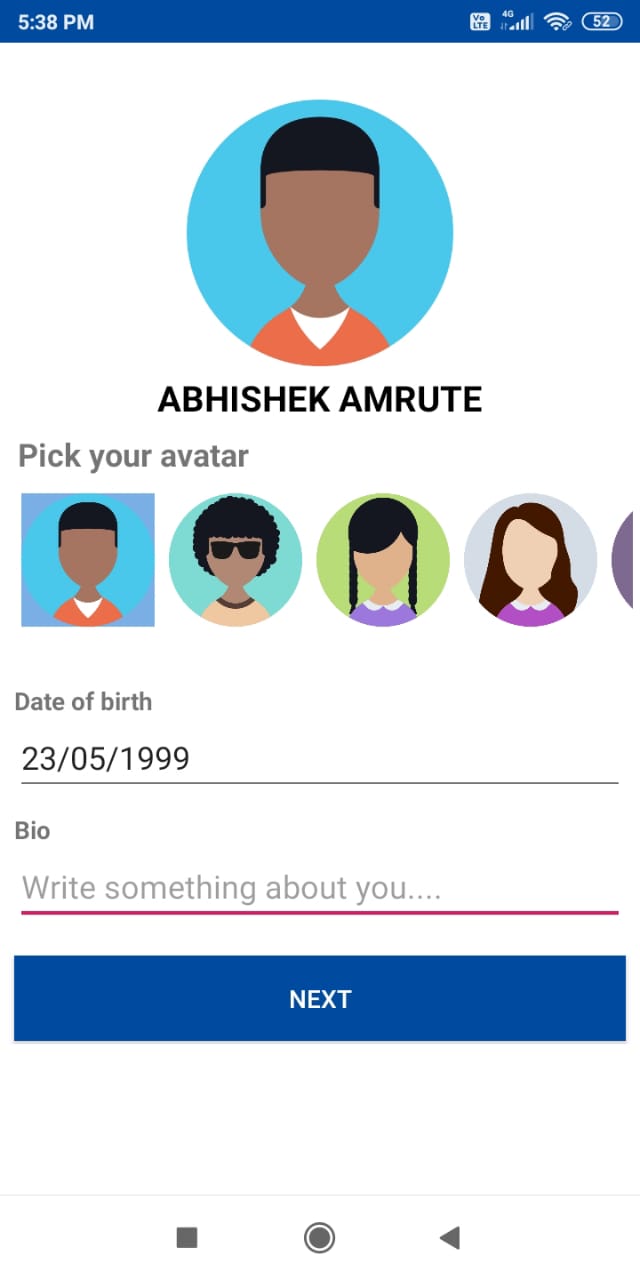 5:38 PM
Vo LTE 4G 52
ABHISHEK AMRUTE
Pick your avatar
Date of birth
23/05/1999
Bio
Write something about you....
NEXT